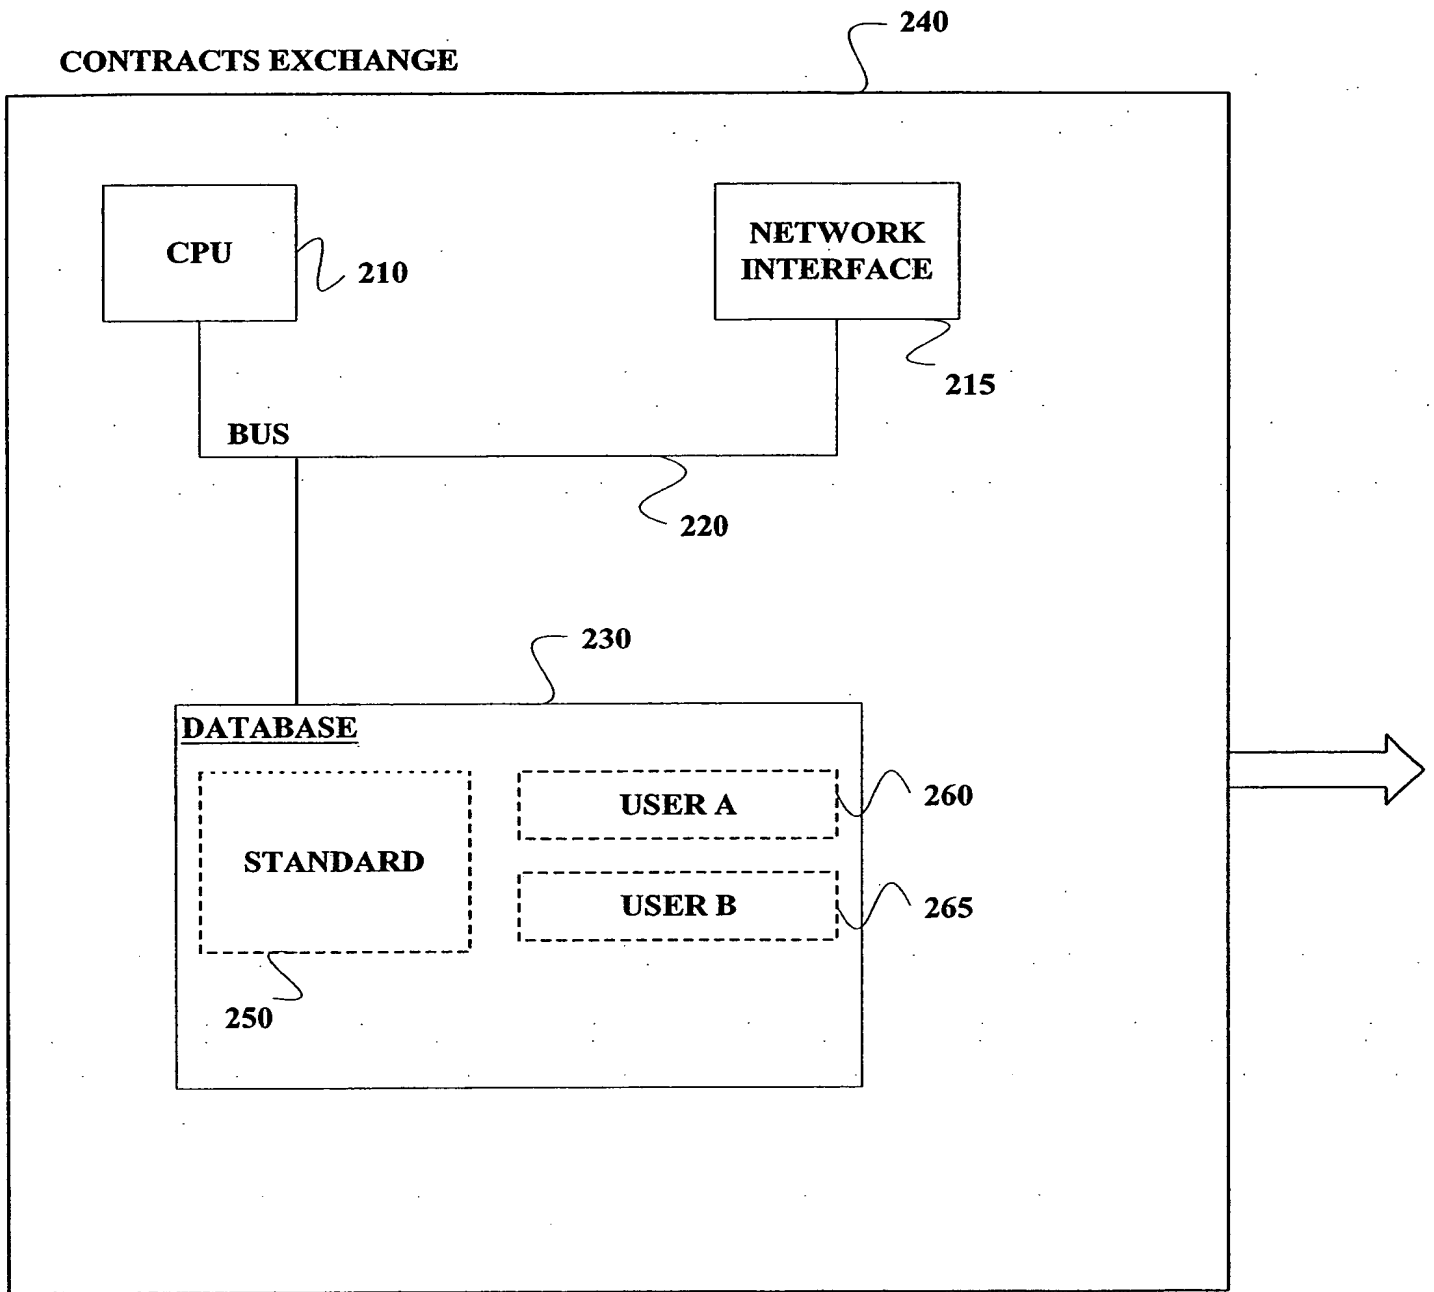 240
CONTRACTS EXCHANGE
CPU
210
NETWORK
INTERFACE
215
BUS
220
230
DATABASE
STANDARD
250
USER A
260
USER B
265